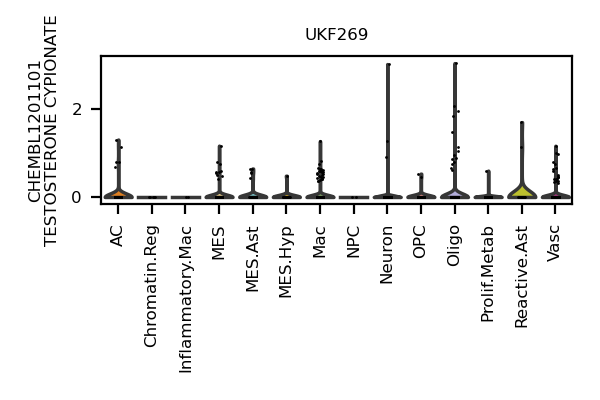 UKF269
CHEMBL1201101
TESTOSTERONE CYPIONATE
2
0
AC
Chromatin.Reg
Inflammatory.Mac
MES
MES.Ast
MES.Hyp
Mac
NPC
Neuron
OPC
Oligo
Prolif.Metab
Reactive.Ast
Vasc